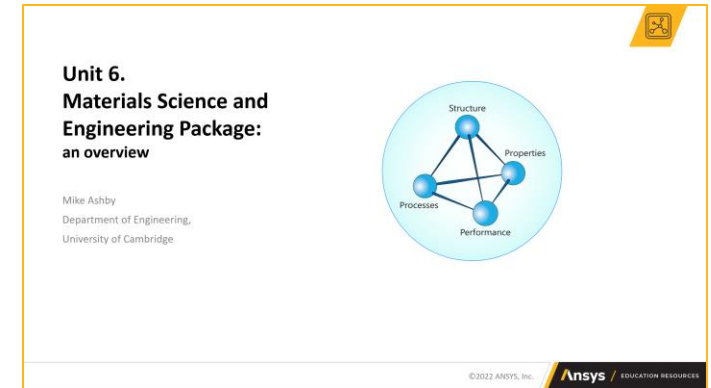 Unit 6.
Materials Science and
Engineering Package:
an overview
Mike Ashby
Department of Engineering,
University of Cambridge
Structure
Properties
Processes
Performance
©2022 ANSYS, Inc.
Ansys / EDUCATION RESOURCES